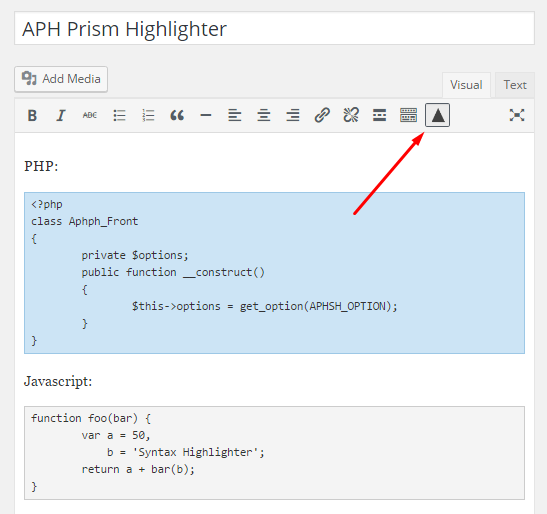 APH Prism Highlighter
Add Media
Visual Text
B I ABC
PHP:
<?php
class Aphph_Front
{
private $options;
public function __construct()
{
$this->options = get_option(APHSH_OPTION);
}
}
Javascript:
function foo(bar) {
var a = 50,
b = 'Syntax Highlighter';
return a + bar(b);
}